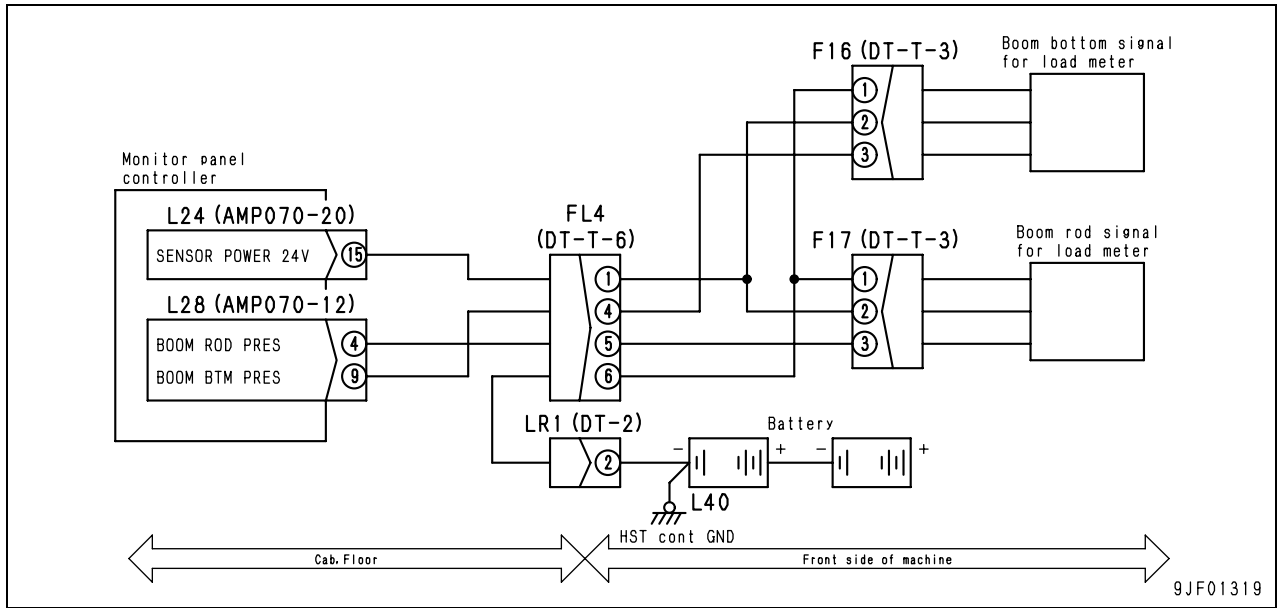 F16 (DT-T-3)
Boom bottom signal
for load meter
1
2
3
Monitor panel
controller
L24 (AMP070-20)
SENSOR POWER 24V
15
L28 (AMP070-12)
BOOM ROD PRES
4
BOOM BTM PRES
9
FL4
(DT-T-6)
1
4
5
6
F17 (DT-T-3)
Boom rod signal
for load meter
1
2
3
LR1 (DT-2)
2
Battery
- + - +
L40
HST cont GND
Cab, Floor
Front side of machine
9JF01319